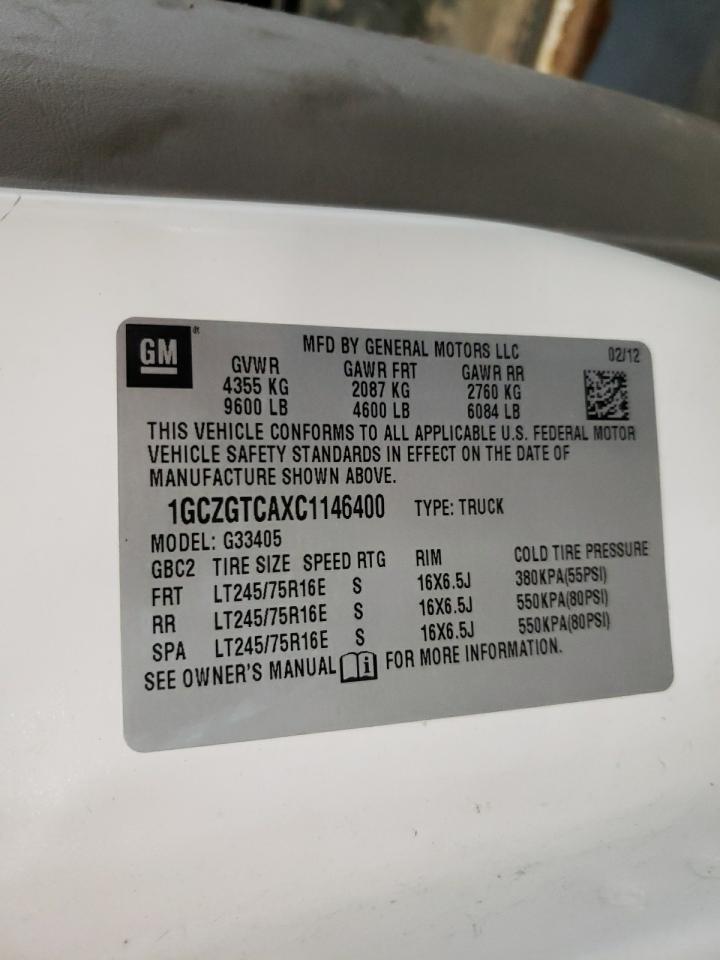 GM®
MFD BY GENERAL MOTORS LLC 02/12
GVWR GAWR FRT GAWR RR
4355 KG 2087 KG 2760 KG
9600 LB 4600 LB 6084 LB
THIS VEHICLE CONFORMS TO ALL APPLICABLE U.S. FEDERAL MOTOR
VEHICLE SAFETY STANDARDS IN EFFECT ON THE DATE OF
MANUFACTURE SHOWN ABOVE.
1GCZGTCAXC1146400 TYPE: TRUCK
MODEL: G33405
GBC2 TIRE SIZE SPEED RTG RIM COLD TIRE PRESSURE
FRT LT245/75R16E S 16X6.5J 380KPA(55PSI)
RR LT245/75R16E S 16X6.5J 550KPA(80PSI)
SPA LT245/75R16E S 16X6.5J 550KPA(80PSI)
SEE OWNER'S MANUAL i FOR MORE INFORMATION.